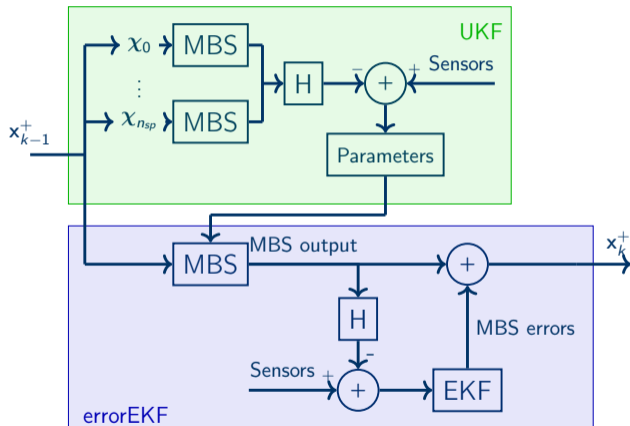 UKF
χ₀
MBS
⋮
χₙₛₚ
MBS
H
−
+
+ Sensors
Parameters
x⁺ₖ₋₁
MBS
MBS output
+
x⁺ₖ
H
-
MBS errors
Sensors +
+
EKF
errorEKF